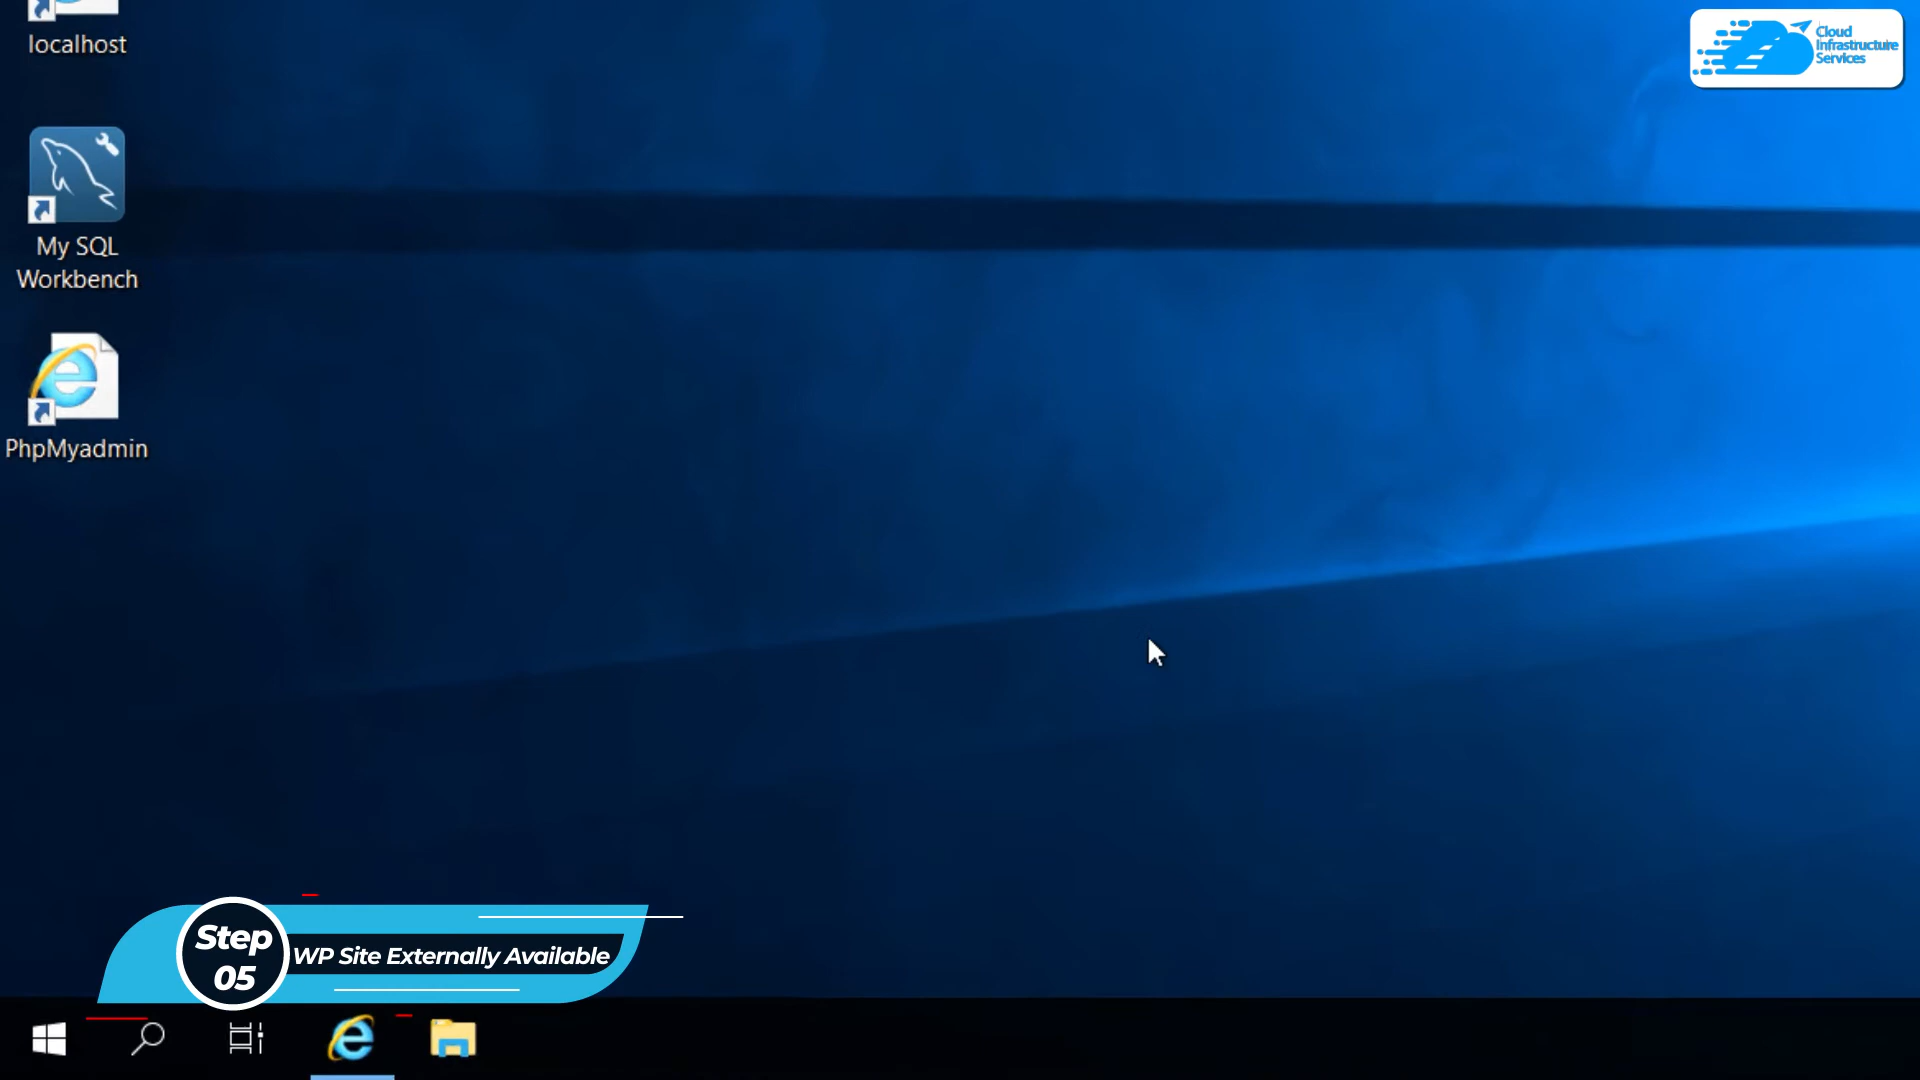 localhost
Cloud
Infrastructure
Services
My SQL
Workbench
PhpMyadmin
Step
05
WP Site Externally Available